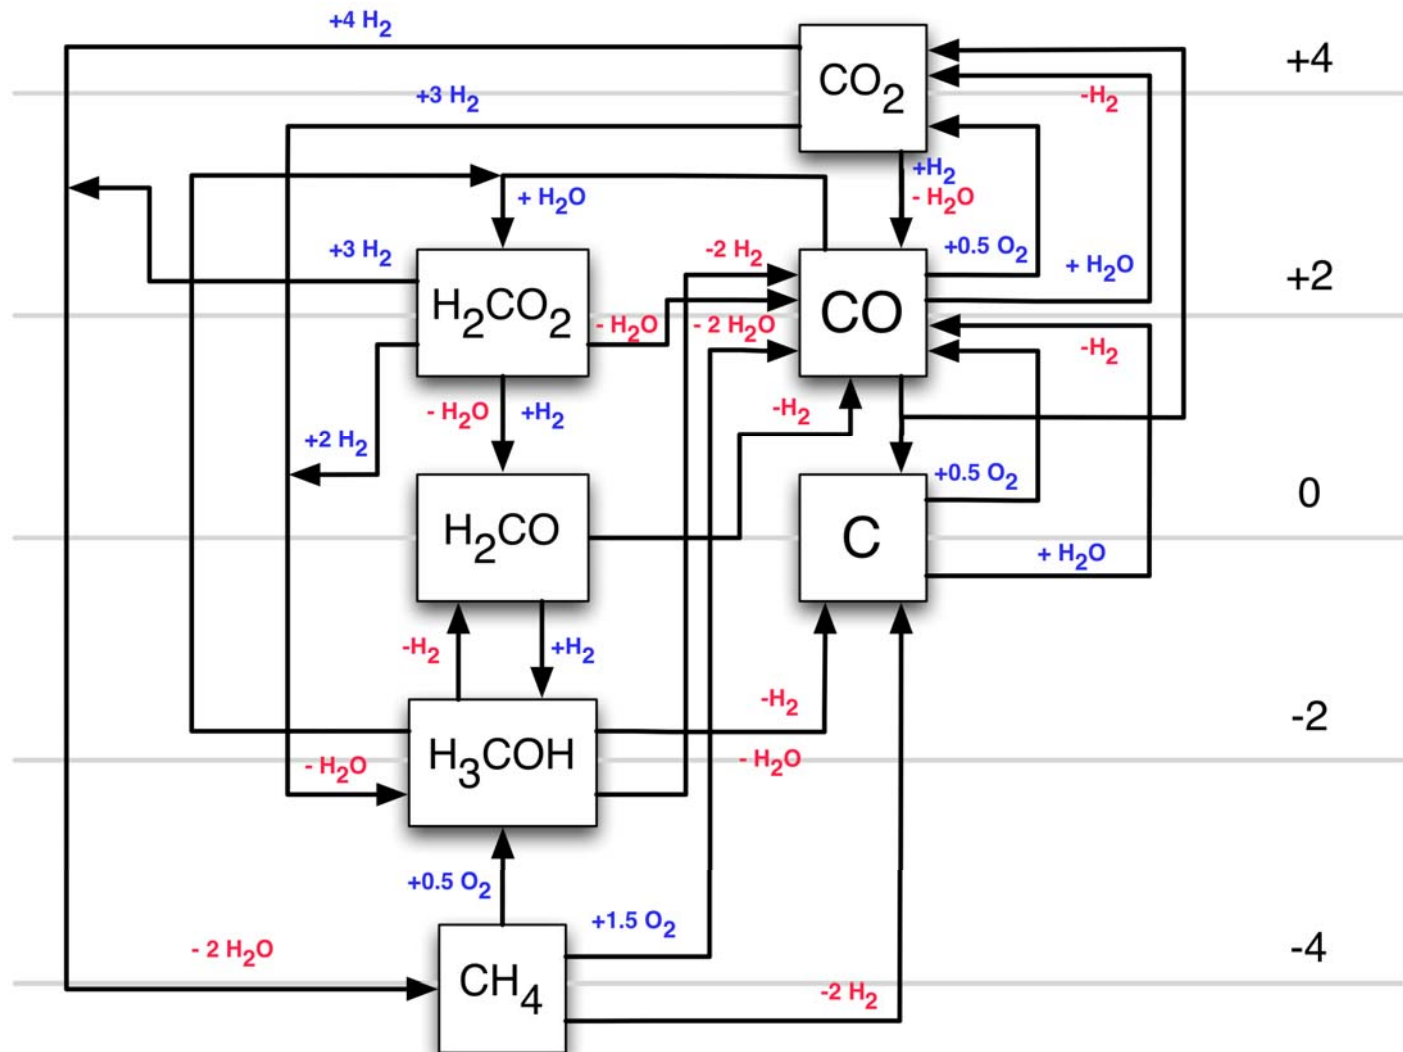 +4 H2
CO2
+4
+3 H2
-H2
+H2
- H2O
+ H2O
+3 H2
-2 H2
+0.5 O2
+ H2O
+2
H2CO2
- H2O
- 2 H2O
CO
-H2
- H2O
+H2
-H2
+2 H2
+0.5 O2
0
H2CO
C
+ H2O
-H2
+H2
-H2
-2
- H2O
H3COH
- H2O
+0.5 O2
+1.5 O2
- 2 H2O
-4
CH4
-2 H2